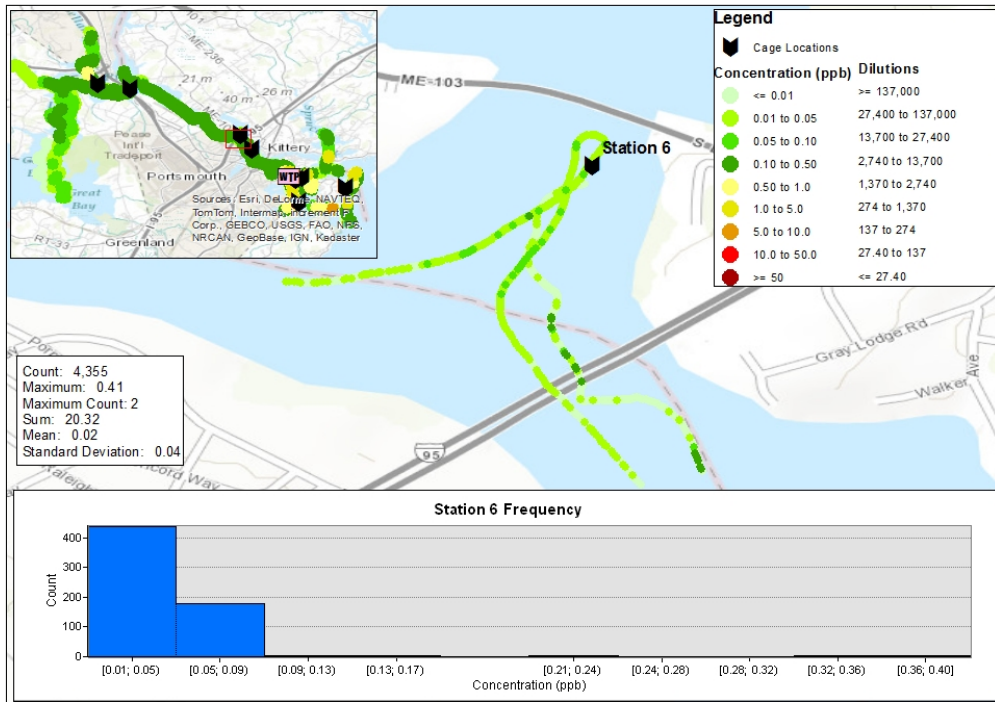 Legend
Cage Locations
Concentration (ppb) Dilutions
<= 0.01 >= 137,000
0.01 to 0.05 27,400 to 137,000
0.05 to 0.10 13,700 to 27,400
0.10 to 0.50 2,740 to 13,700
0.50 to 1.0 1,370 to 2,740
1.0 to 5.0 274 to 1,370
5.0 to 10.0 137 to 274
10.0 to 50.0 27.40 to 137
>= 50 <= 27.40
ME-236
21 m
40 m
26 m
Pease
Int'l
Tradeport
Kittery
Portsmouth
WTP
Great
Bay
I-95
RT-33
Greenland
Sources: Esri, DeLorme, NAVTEQ,
TomTom, Intermap, increment P
Corp., GEBCO, USGS, FAO, NPS,
NRCAN, GeoBase, IGN, Kadaster
ME-103
Station 6
Gray Lodge Rd
Walker Ave
95
Count: 4,355
Maximum: 0.41
Maximum Count: 2
Sum: 20.32
Mean: 0.02
Standard Deviation: 0.04
Station 6 Frequency
Count
400
300
200
100
0
[0.01; 0.05) [0.05; 0.09) [0.09; 0.13) [0.13; 0.17) [0.21; 0.24) [0.24; 0.28) [0.28; 0.32) [0.32; 0.36) [0.36; 0.40]
Concentration (ppb)